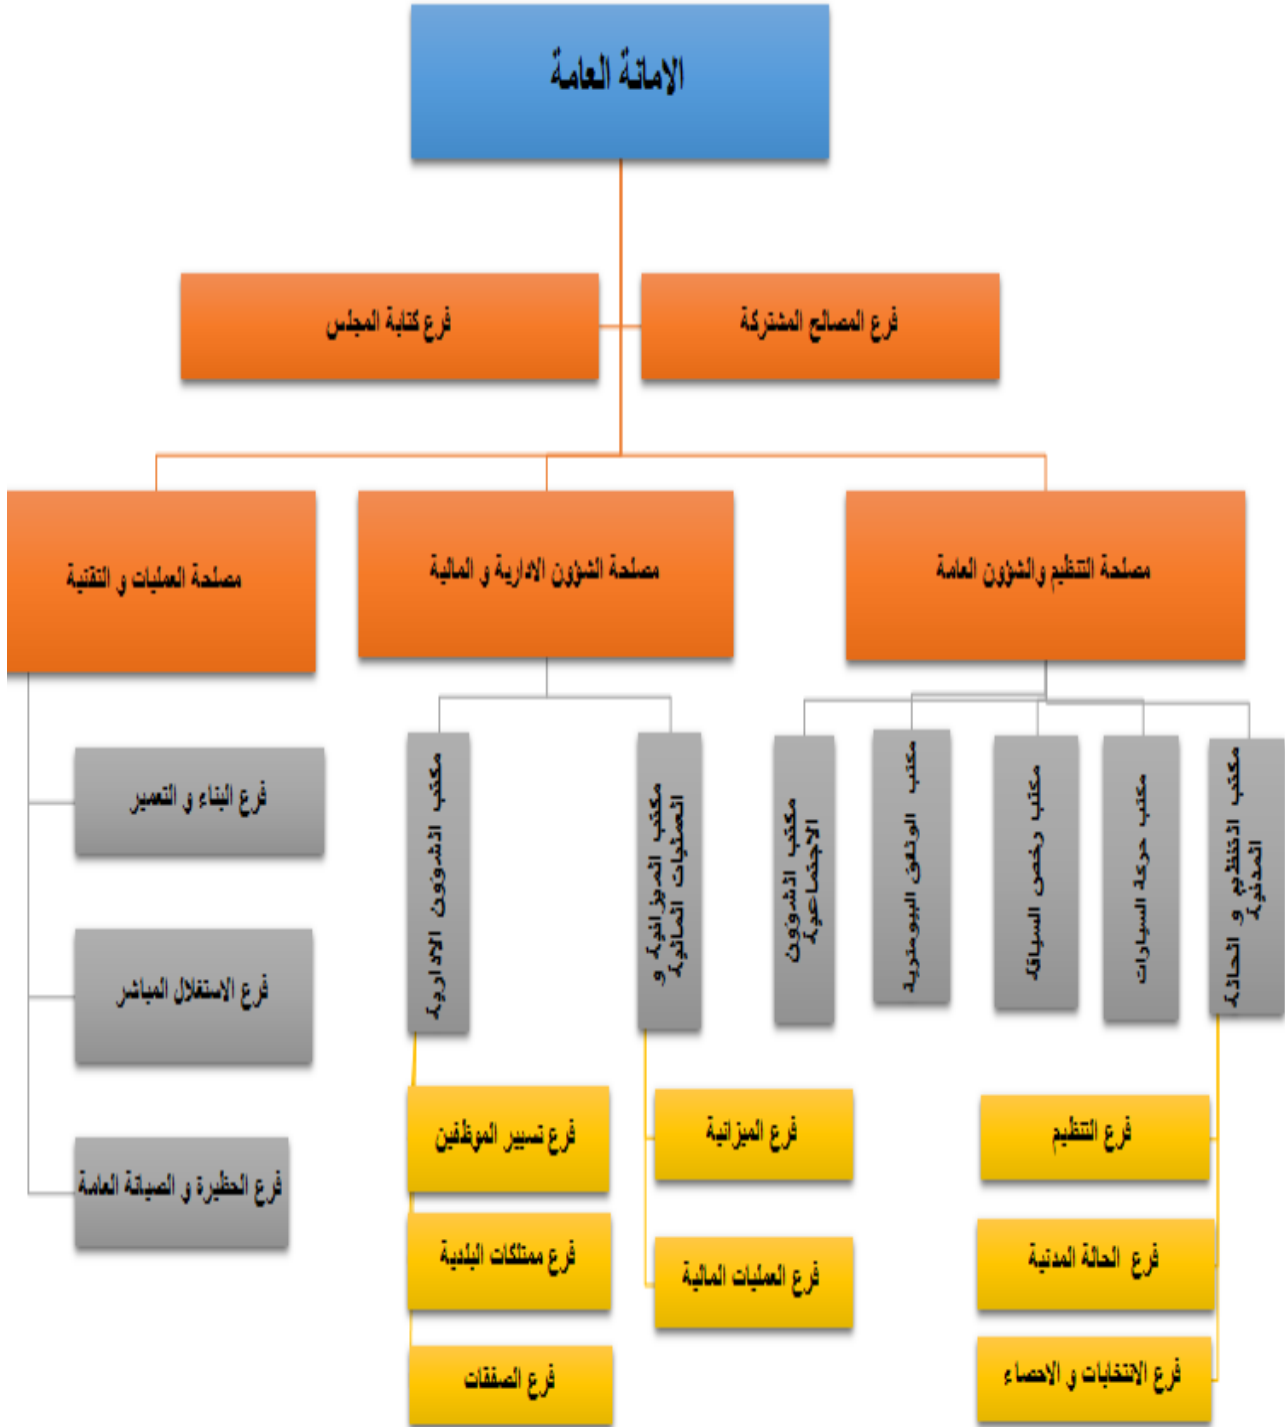 الامانة العامة
فرع المصالح المشتركة
فرع كتابة المجلس
مصلحة التنظيم والشؤون العامة
مصلحة الشؤون الادارية و المالية
مصلحة العمليات و التقنية
مكتب التنظيم و الحالة
المدنية
مكتب حركة السيارات
مكتب رخص السياقة
مكتب الوثئق البيومترية
مكتب الشوون
الاجتماعية
مكتب الميزانية و
العمليات المالية
مكتب الشوون الادارية
فرع البناء و التعمير
فرع الاستغلال المباشر
فرع الحظيرة و الصيانة العامة
فرع التنظيم
فرع الحالة المدنية
فرع الانتخابات و الاحصاء
فرع الميزانية
فرع العمليات المالية
فرع تسيير الموظفين
فرع ممتلكات البلدية
فرع الصفقات